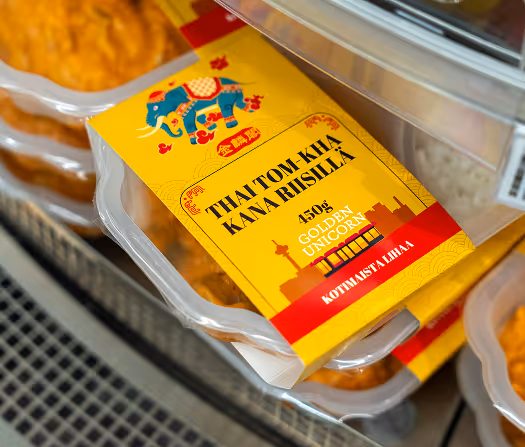 THAI TOM-KHA
KANA RIISILLÄ
450g
GOLDEN
UNICORN
KOTIMAISTA LIHAA